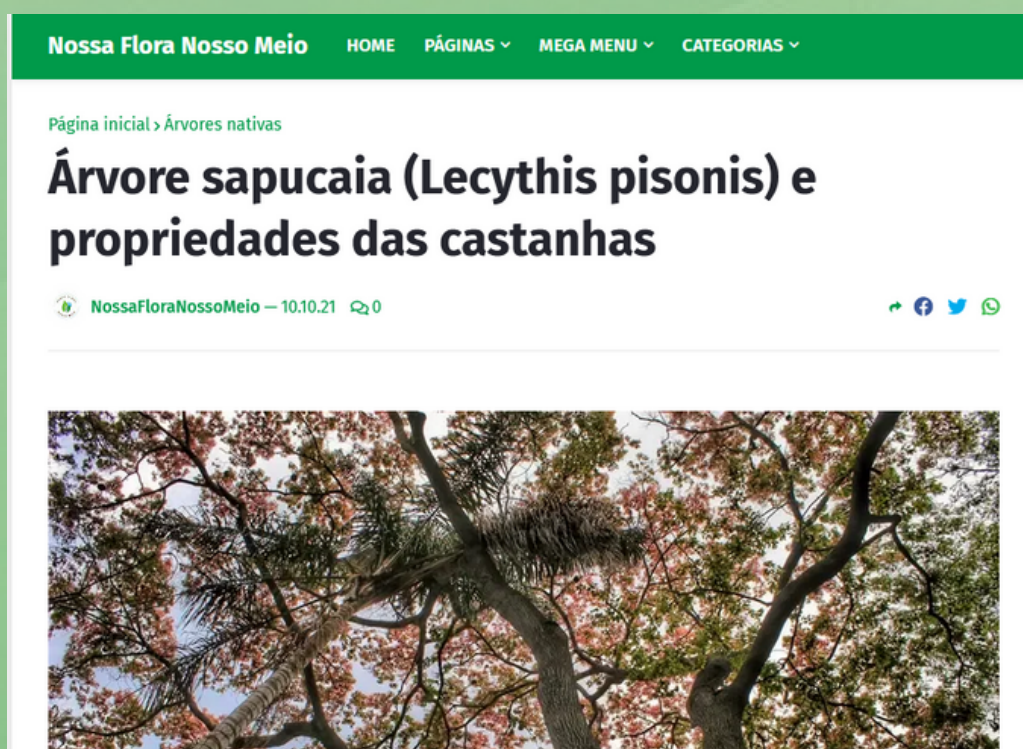 Nossa Flora Nosso Meio HOME PÁGINAS MEGA MENU CATEGORIAS
Página inicial › Árvores nativas
Árvore sapucaia (Lecythis pisonis) e
propriedades das castanhas
NossaFloraNossoMeio — 10.10.21 0